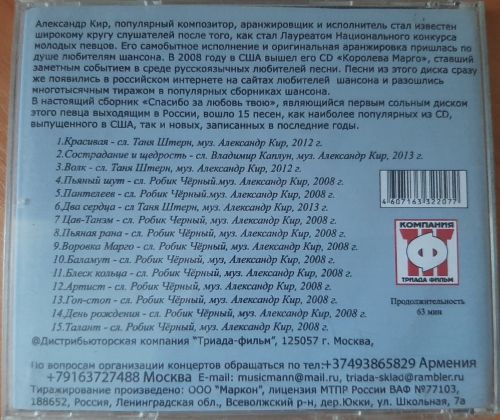 Александр Кир, популярный композитор, аранжировщик и исполнитель стал известен
широкому кругу слушателей после того, как стал Лауреатом Национального конкурса
молодых певцов. Его самобытное исполнение и оригинальная аранжировка пришлась по
душе любителям шансона. В 2008 году в США вышел его CD «Королева Марго», ставший
заметным событием в среде русскоязычных любителей песни. Песни из этого диска сразу
же появились в российском интернете на сайтах любителей шансона и разошлись
многотысячным тиражом в популярных сборниках шансона.
В настоящий сборник «Спасибо за любовь твою», являющийся первым сольным диском
этого певца выходящим в России, вошло 15 песен, как наиболее популярных из CD,
выпущенного в США, так и новых, записанных в последние годы.
1.Красивая- сл. Таня Штерн, муз. Александр Кир, 2012 г.
2.Сострадание и щедрость - сл. Владимир Каплун, муз. Александр Кир, 2013 г.
3.Волк – сл. Таня Штерн, муз. Александр Кир, 2012 г.
4.Пьяный шут – сл. Робик Чёрный.муз. Александр Кир, 2008 г.
5.Пантелеев – сл. Робик Чёрный, муз. Александр Кир, 2008 г.
6.Два сердца – сл Таня Штерн, муз. Александр Кир, 2013 г.
7 Цав-Танэм – сл. Робик Черный, муз. Александр Кир, 2008 г.
8.Пьяная рана – сл. Робик Чёрный, муз. Александр Кир, 2008 г.
9.Воровка Марго – сл. Робик Чёрный, муз. Александр Кир, 2008 г.
10.Баламут – сл. Робик Чёрный, муз. Александр Кир, 2008 г.
11.Блеск кольца – сл. Робик Чёрный, муз. Александр Кир, 2008 г.
12.Артист – сл. Робик Чёрный, муз. Александр Кир, 2008 г.
13.Гоп-стоп – сл. Робик Чёрный, муз. Александр Кир, 2008 г.
14.День рождения – сл. Робик Чёрный, муз. Александр Кир, 2008 г.
15.Талант – сл. Робик Чёрный, муз. Александр Кир, 2008 г.
4 607163 322077
КОМПАНИЯ
ТФ
ТРИАДА ФИЛЬМ
Продолжительность
63 мин
@Дистрибьюторская компания "Триада-фильм", 125057 г. Москва,
По вопросам организации концертов обращаться по тел:+37493865829 Армения
+79163727488 Москва E-mail: musicmann@mail.ru, triada-sklad@rambler.ru
Тиражирование произведено: ООО "Маркон", лицензия МТПР России ВАФ №77103,
188652, Россия, Ленинградская обл., Всеволжский р-н, дер.Юкки, ул. Школьная, 7а